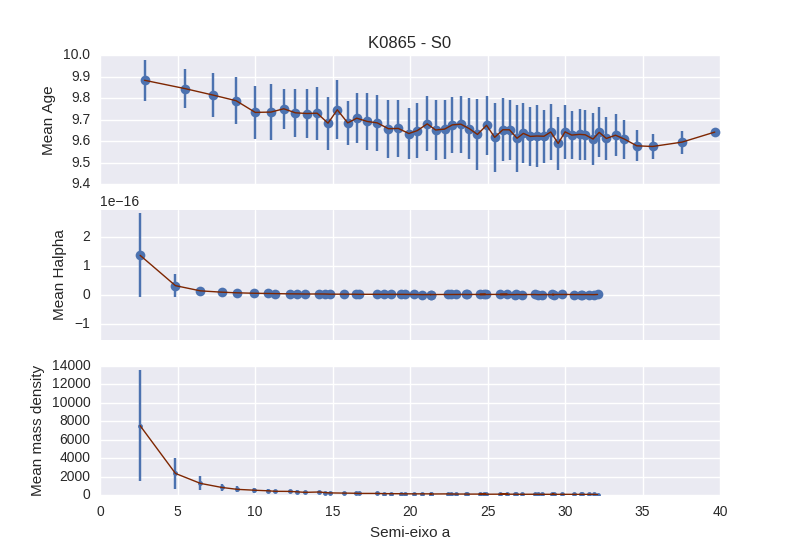 K0865 - S0
10.0
9.9
9.8
9.7
9.6
9.5
9.4
Mean Age
1e−16
2
1
0
−1
Mean Halpha
14000
12000
10000
8000
6000
4000
2000
0
Mean mass density
0 5 10 15 20 25 30 35 40
Semi-eixo a